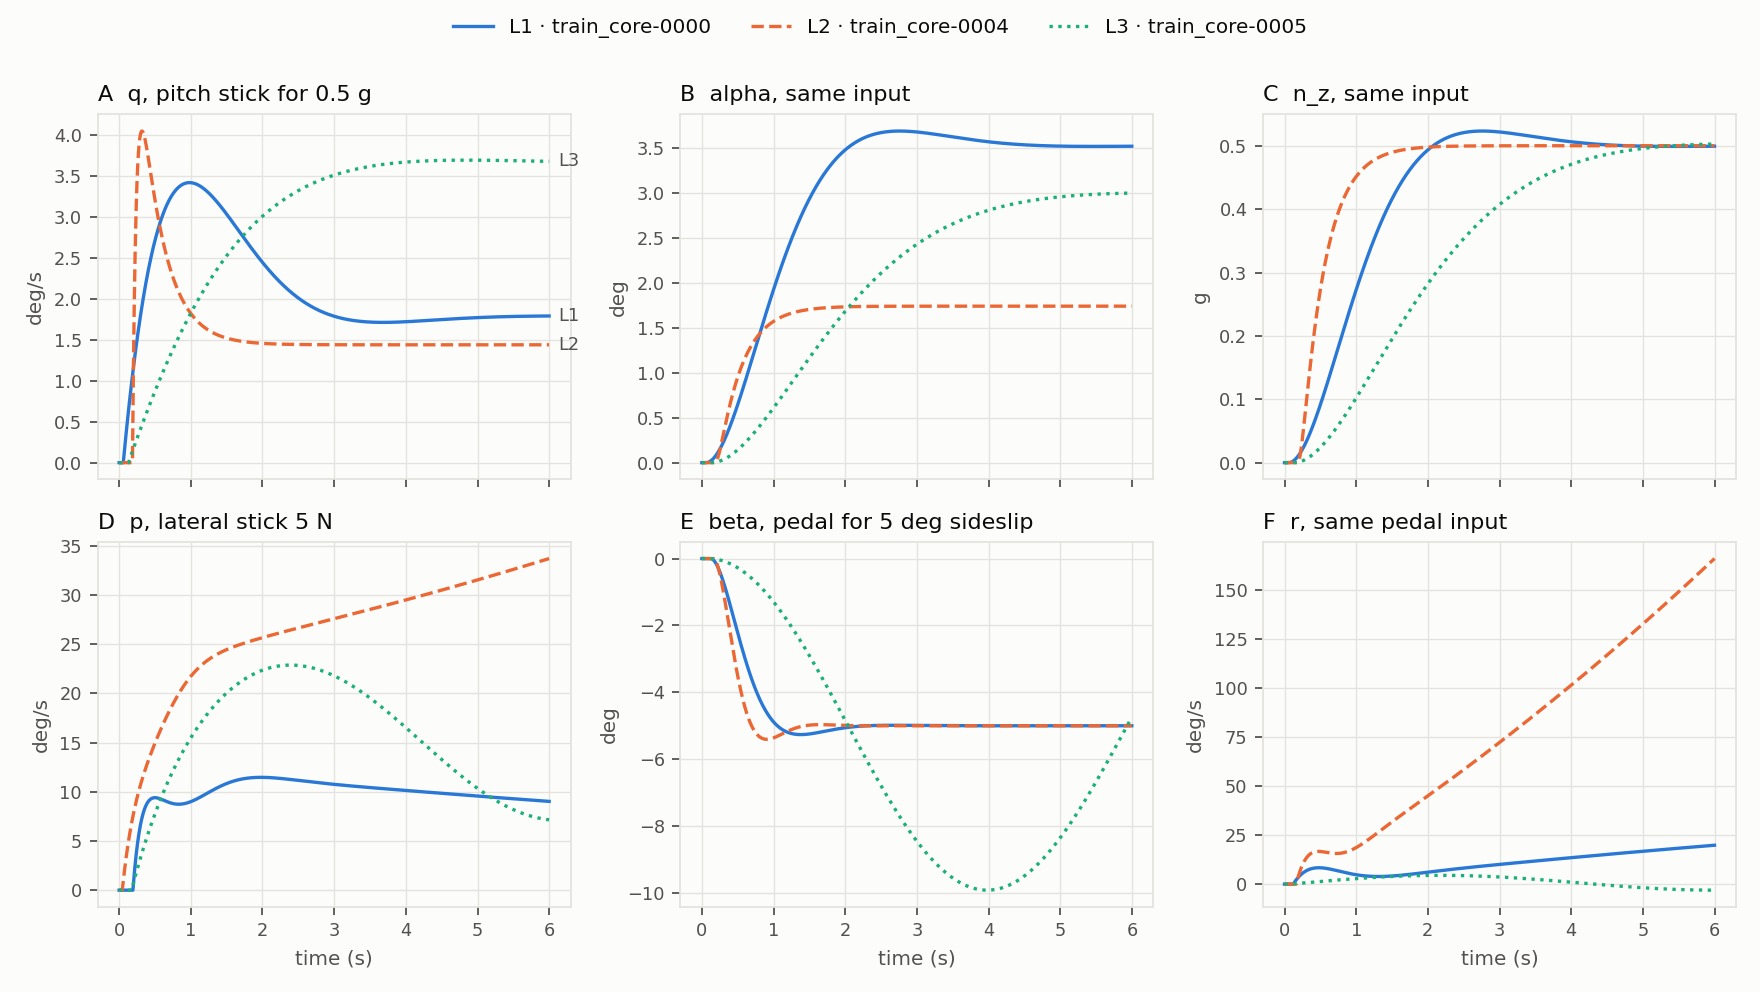 L1 · train_core-0000 L2 · train_core-0004 L3 · train_core-0005
A q, pitch stick for 0.5 g
deg/s
4.0
3.5
3.0
2.5
2.0
1.5
1.0
0.5
0.0
L3
L1
L2
B alpha, same input
deg
3.5
3.0
2.5
2.0
1.5
1.0
0.5
0.0
C n_z, same input
g
0.5
0.4
0.3
0.2
0.1
0.0
D p, lateral stick 5 N
deg/s
35
30
25
20
15
10
5
0
0 1 2 3 4 5 6
time (s)
E beta, pedal for 5 deg sideslip
deg
0
−2
−4
−6
−8
−10
0 1 2 3 4 5 6
time (s)
F r, same pedal input
deg/s
150
125
100
75
50
25
0
0 1 2 3 4 5 6
time (s)